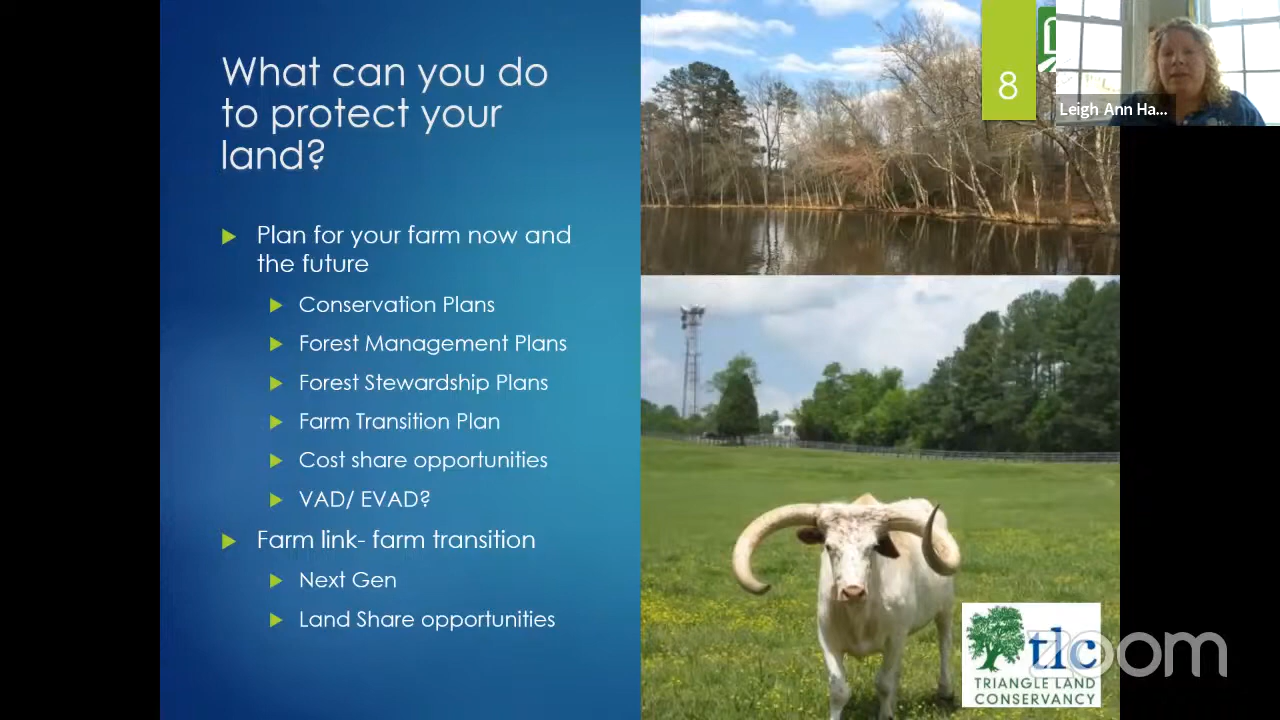 What can you do
to protect your
land?
Plan for your farm now and
the future
Conservation Plans
Forest Management Plans
Forest Stewardship Plans
Farm Transition Plan
Cost share opportunities
VAD/ EVAD?
Farm link- farm transition
Next Gen
Land Share opportunities
8
Leigh Ann Ha...
tlc
TRIANGLE LAND
CONSERVANCY
zoom